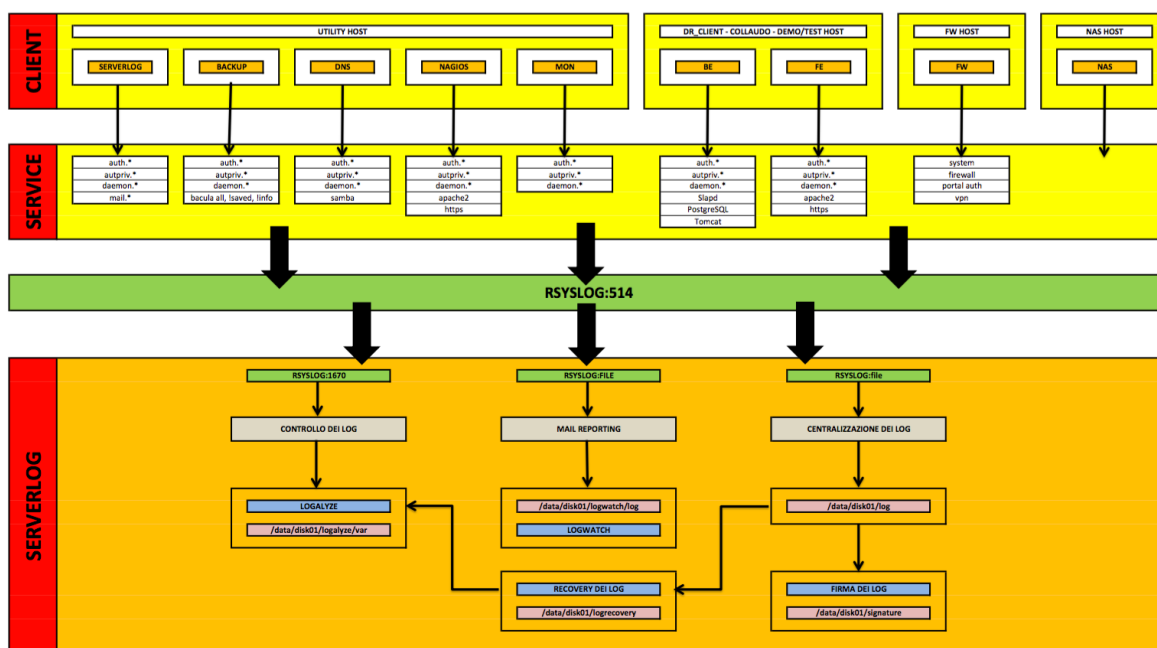 CLIENT
UTILITY HOST
DR_CLIENT - COLLAUDO - DEMO/TEST HOST
FW HOST
NAS HOST
SERVERLOG
BACKUP
DNS
NAGIOS
MON
BE
FE
FW
NAS
SERVICE
auth.*
autpriv.*
daemon.*
mail.*
auth.*
autpriv.*
daemon.*
bacula all, !saved, !info
auth.*
autpriv.*
daemon.*
samba
auth.*
autpriv.*
daemon.*
apache2
https
auth.*
autpriv.*
daemon.*
auth.*
autpriv.*
daemon.*
Slapd
PostgreSQL
Tomcat
auth.*
autpriv.*
daemon.*
apache2
https
system
firewall
portal auth
vpn
RSYSLOG:514
SERVERLOG
RSYSLOG:1670
RSYSLOG:FILE
RSYSLOG:file
CONTROLLO DEI LOG
MAIL REPORTING
CENTRALIZZAZIONE DEI LOG
LOGALYZE
/data/disk01/logalyze/var
/data/disk01/logwatch/log
LOGWATCH
/data/disk01/log
RECOVERY DEI LOG
/data/disk01/logrecovery
FIRMA DEI LOG
/data/disk01/signature